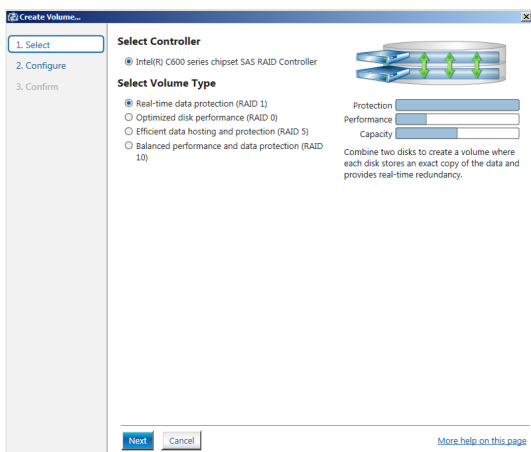 Create Volume...
1. Select
2. Configure
3. Confirm
Select Controller
Intel(R) C600 series chipset SAS RAID Controller
Select Volume Type
Real-time data protection (RAID 1)
Optimized disk performance (RAID 0)
Efficient data hosting and protection (RAID 5)
Balanced performance and data protection (RAID
10)
Protection
Performance
Capacity
Combine two disks to create a volume where
each disk stores an exact copy of the data and
provides real-time redundancy.
Next
Cancel
More help on this page